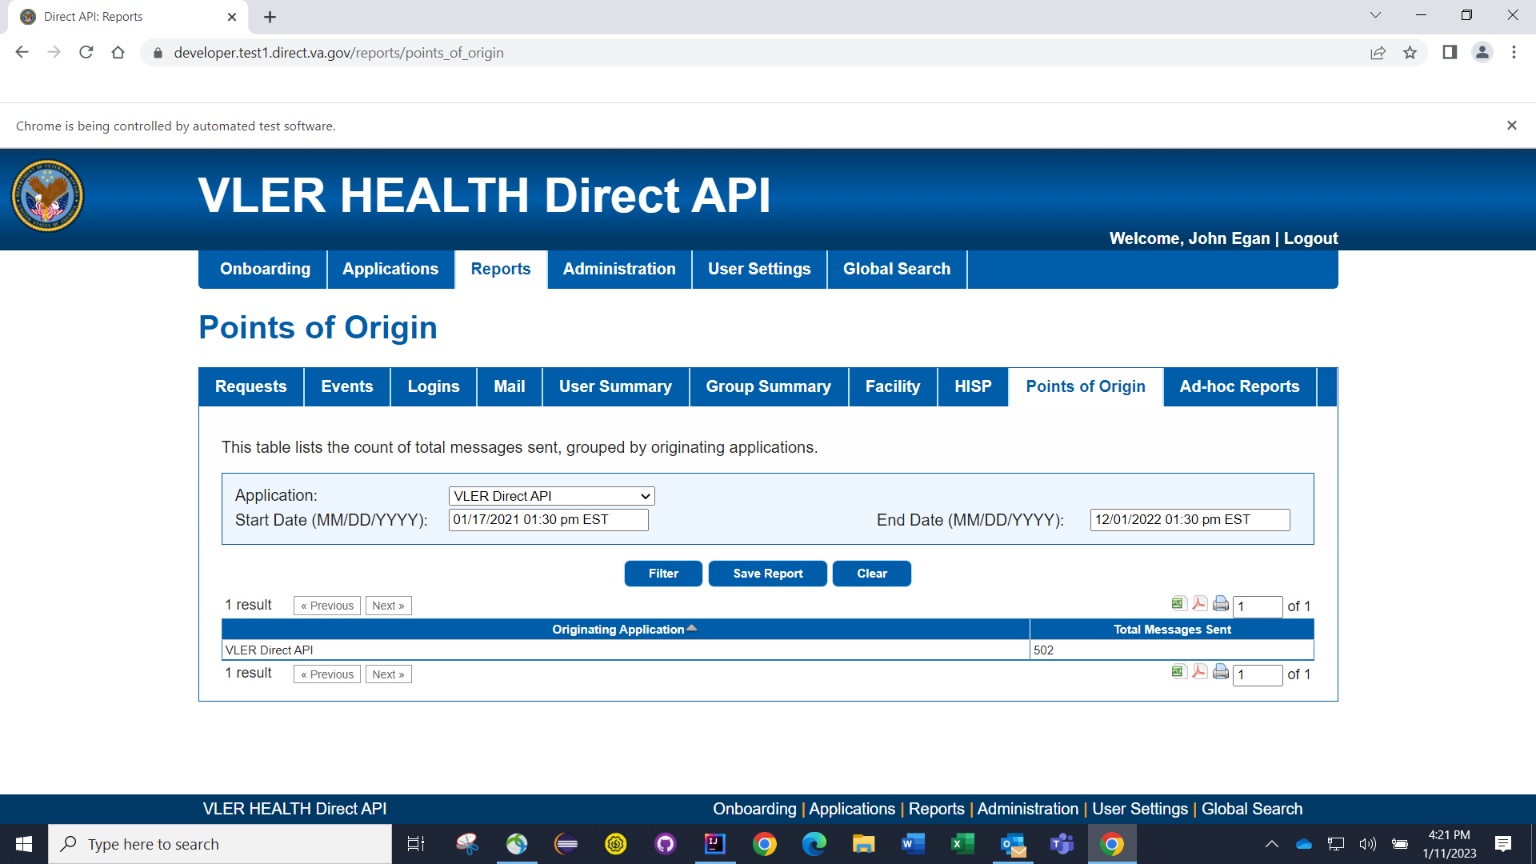 Direct API: Reports
developer.test1.direct.va.gov/reports/points_of_origin
Chrome is being controlled by automated test software.
VLER HEALTH Direct API
Welcome, John Egan | Logout
Onboarding Applications Reports Administration User Settings Global Search
Points of Origin
Requests Events Logins Mail User Summary Group Summary Facility HISP Points of Origin Ad-hoc Reports
This table lists the count of total messages sent, grouped by originating applications.
Application: VLER Direct API
Start Date (MM/DD/YYYY): 01/17/2021 01:30 pm EST End Date (MM/DD/YYYY): 12/01/2022 01:30 pm EST
Filter Save Report Clear
1 result « Previous Next » 1 of 1
Originating Application Total Messages Sent
VLER Direct API 502
1 result « Previous Next » 1 of 1
VLER HEALTH Direct API Onboarding | Applications | Reports | Administration | User Settings | Global Search
Type here to search 4:21 PM
1/11/2023